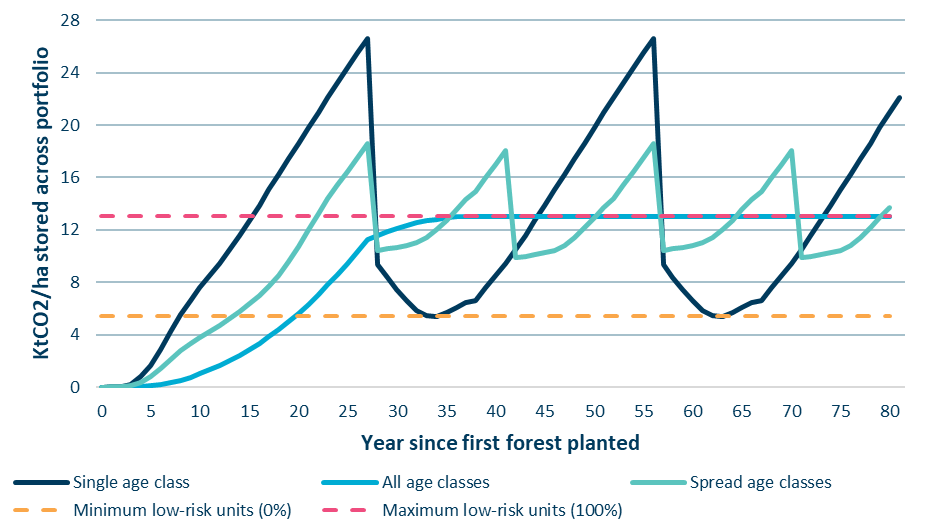 28
24
20
16
12
8
4
0
KtCO2/ha stored across portfolio
0 5 10 15 20 25 30 35 40 45 50 55 60 65 70 75 80
Year since first forest planted
Single age class All age classes Spread age classes
Minimum low-risk units (0%) Maximum low-risk units (100%)